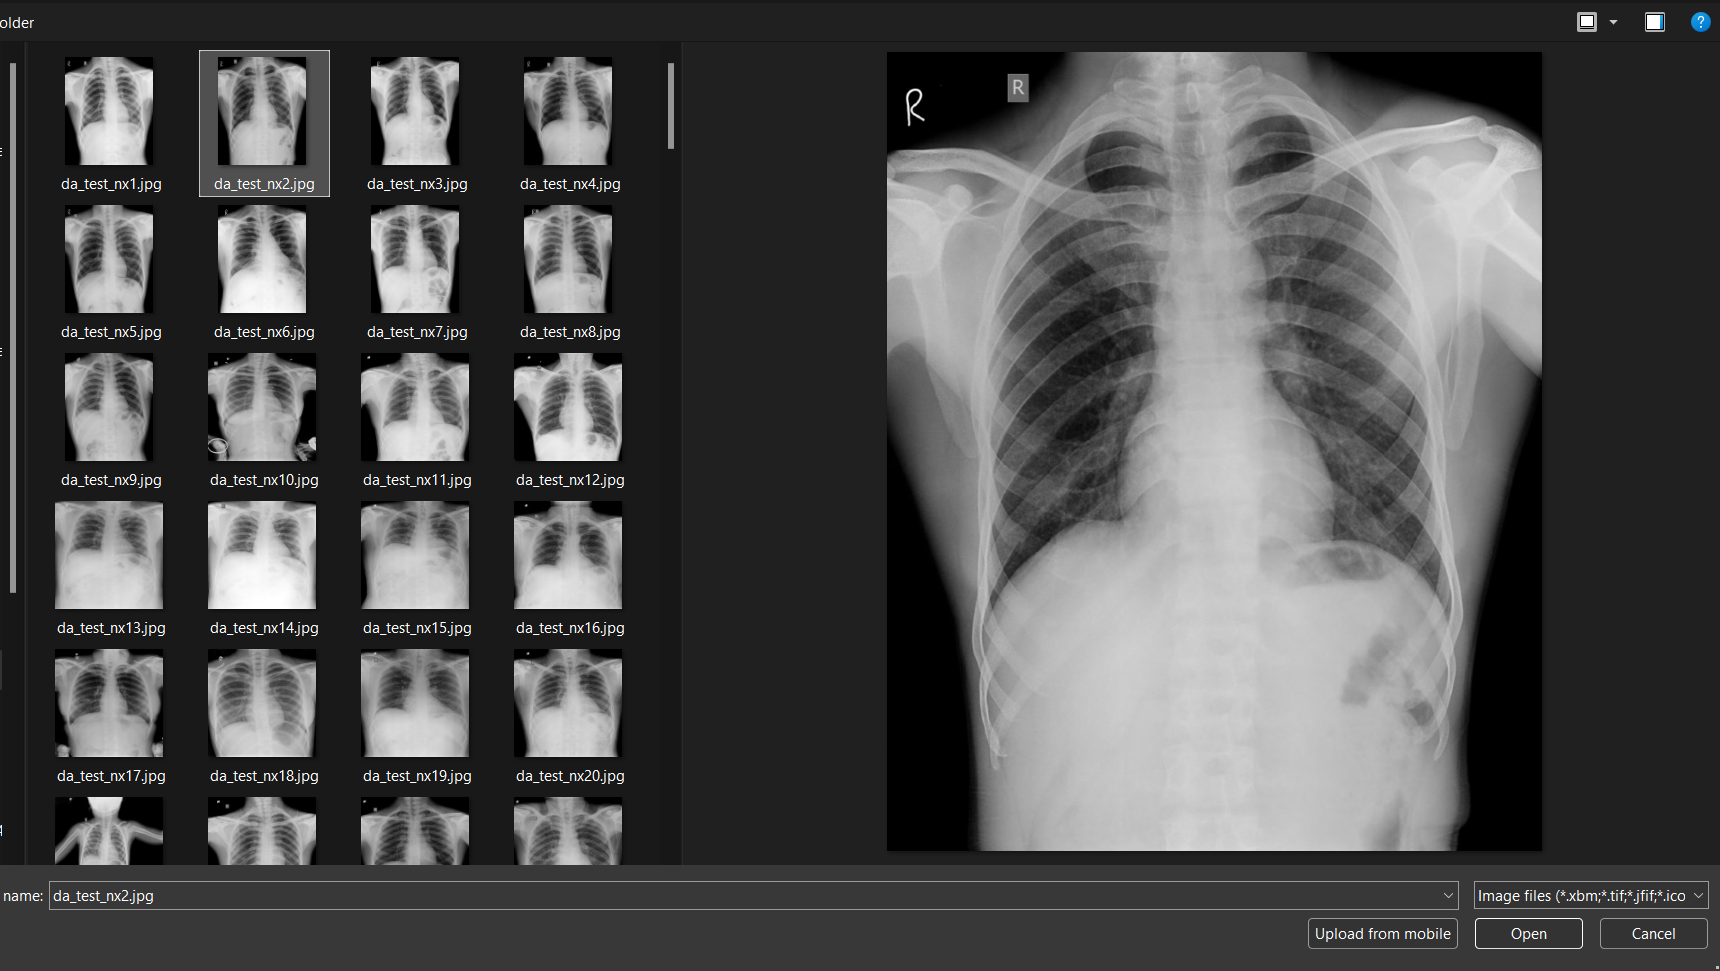 older
?
R
R
da_test_nx1.jpg
da_test_nx2.jpg
da_test_nx3.jpg
da_test_nx4.jpg
da_test_nx5.jpg
da_test_nx6.jpg
da_test_nx7.jpg
da_test_nx8.jpg
da_test_nx9.jpg
da_test_nx10.jpg
da_test_nx11.jpg
da_test_nx12.jpg
da_test_nx13.jpg
da_test_nx14.jpg
da_test_nx15.jpg
da_test_nx16.jpg
da_test_nx17.jpg
da_test_nx18.jpg
da_test_nx19.jpg
da_test_nx20.jpg
name: da_test_nx2.jpg
Image files (*.xbm;*.tif;*.jfif;*.ico
Upload from mobile
Open
Cancel